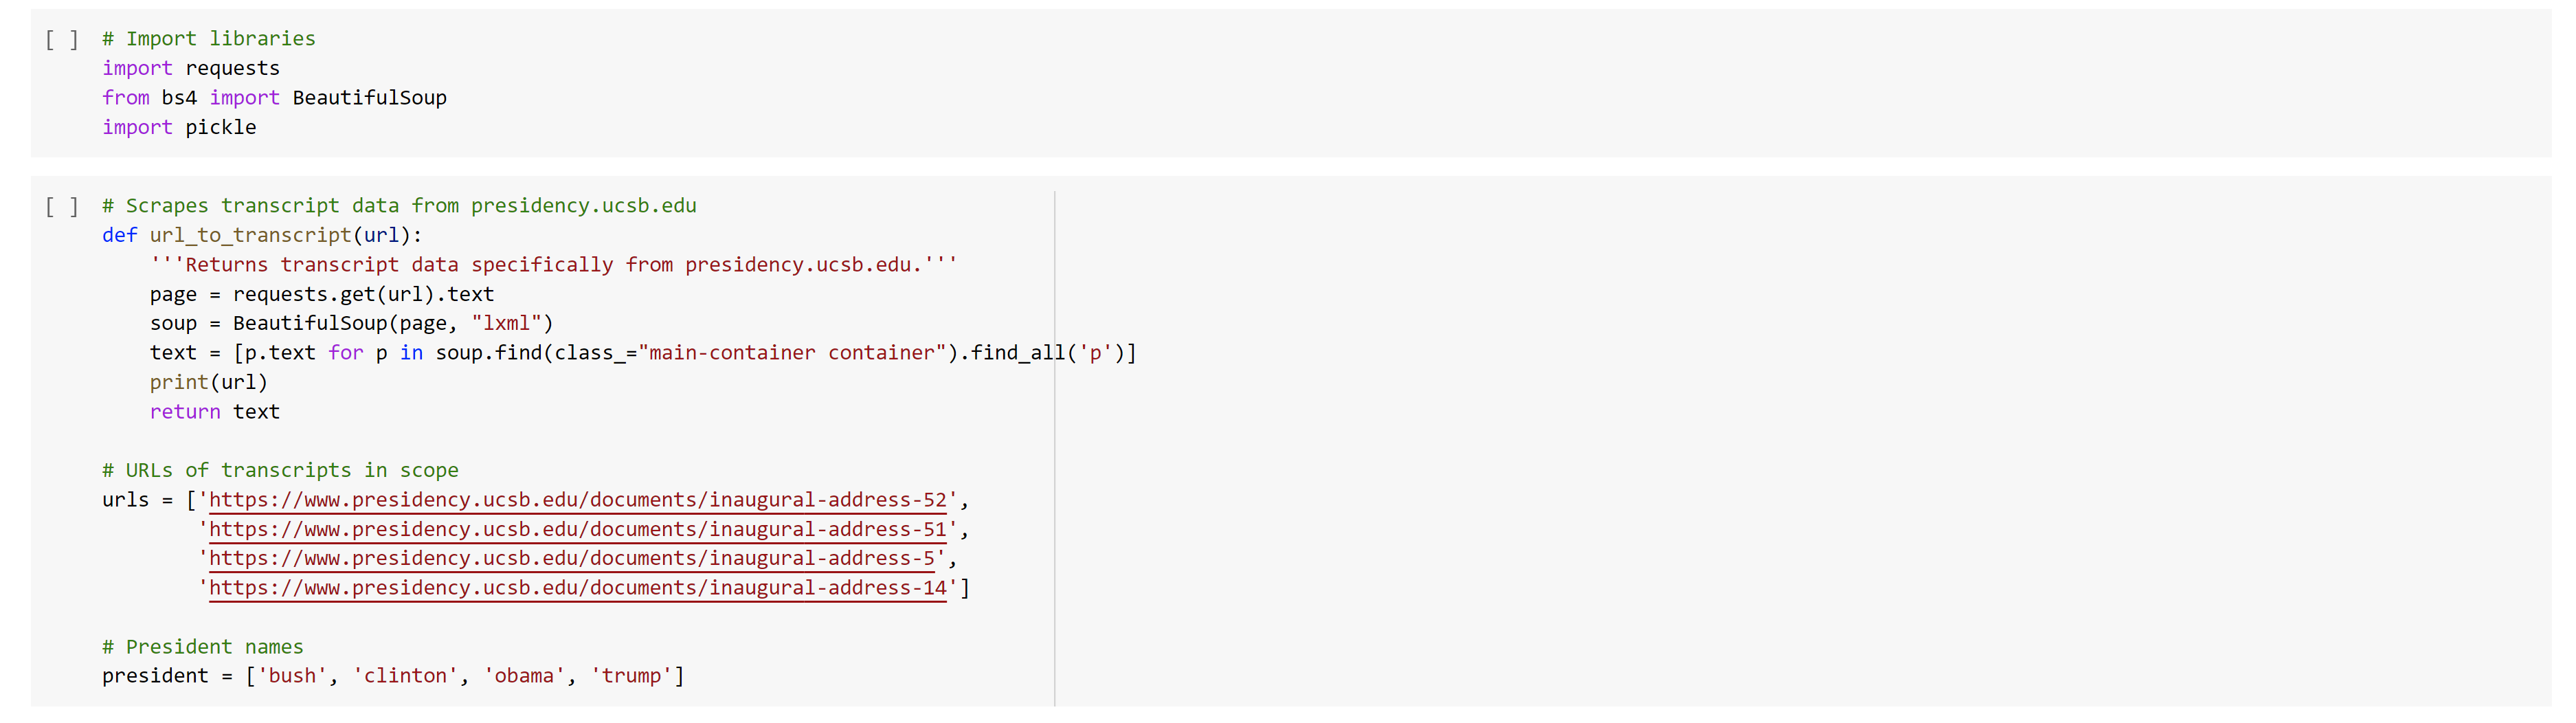 [ ] # Import libraries
import requests
from bs4 import BeautifulSoup
import pickle
[ ] # Scrapes transcript data from presidency.ucsb.edu
def url_to_transcript(url):
    '''Returns transcript data specifically from presidency.ucsb.edu.'''
    page = requests.get(url).text
    soup = BeautifulSoup(page, "lxml")
    text = [p.text for p in soup.find(class_="main-container container").find_all('p')]
    print(url)
    return text
# URLs of transcripts in scope
urls = ['https://www.presidency.ucsb.edu/documents/inaugural-address-52',
        'https://www.presidency.ucsb.edu/documents/inaugural-address-51',
        'https://www.presidency.ucsb.edu/documents/inaugural-address-5',
        'https://www.presidency.ucsb.edu/documents/inaugural-address-14']
# President names
president = ['bush', 'clinton', 'obama', 'trump']